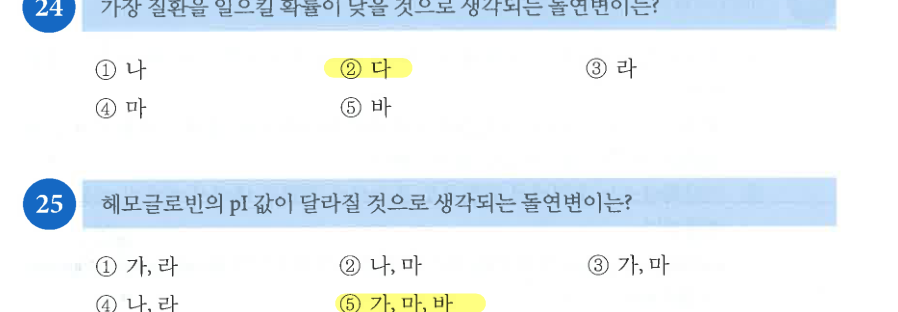 24 가장 질환을 일으킬 확률이 낮을 것으로 생각되는 돌연변이는?
① 나 ② 다 ③ 라
④ 마 ⑤ 바
25 헤모글로빈의 pI 값이 달라질 것으로 생각되는 돌연변이는?
① 가, 라 ② 나, 마 ③ 가, 마
④ 나, 라 ⑤ 가, 마, 바